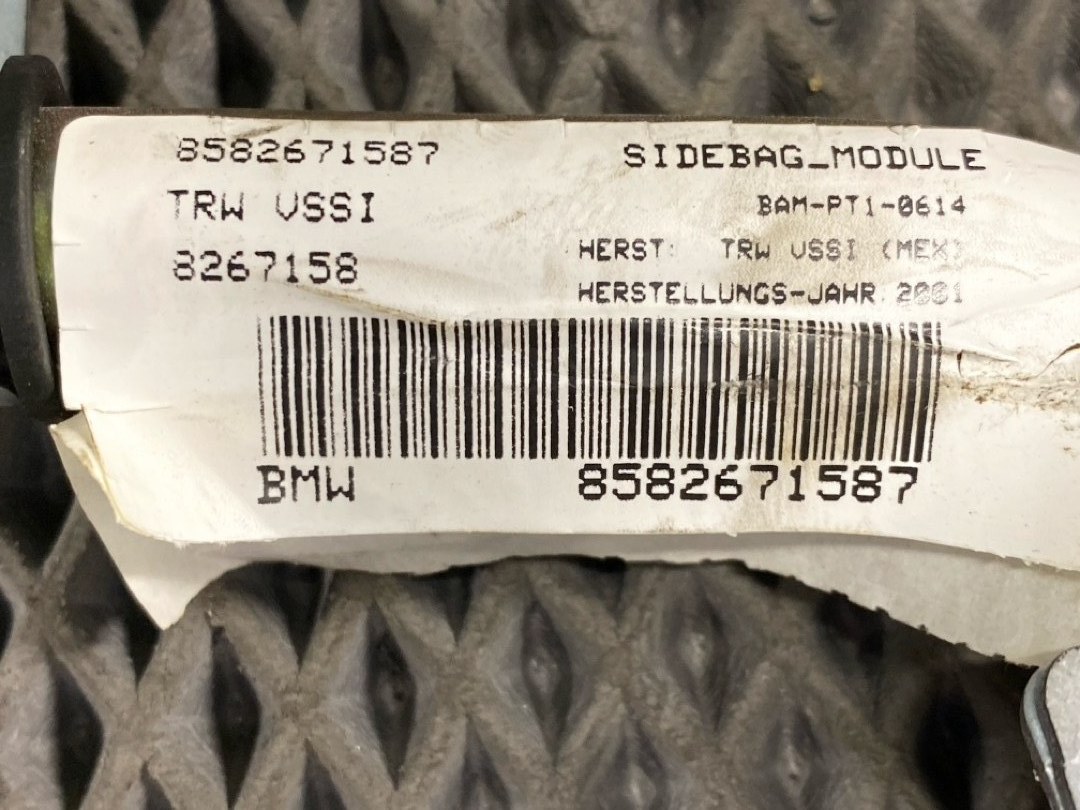 8582671587
SIDEBAG_MODULE
TRW VSSI
BAM-PT1-0614
8267158
HERST: TRW VSSI (MEX)
HERSTELLUNGS-JAHR: 2001
BMW
8582671587